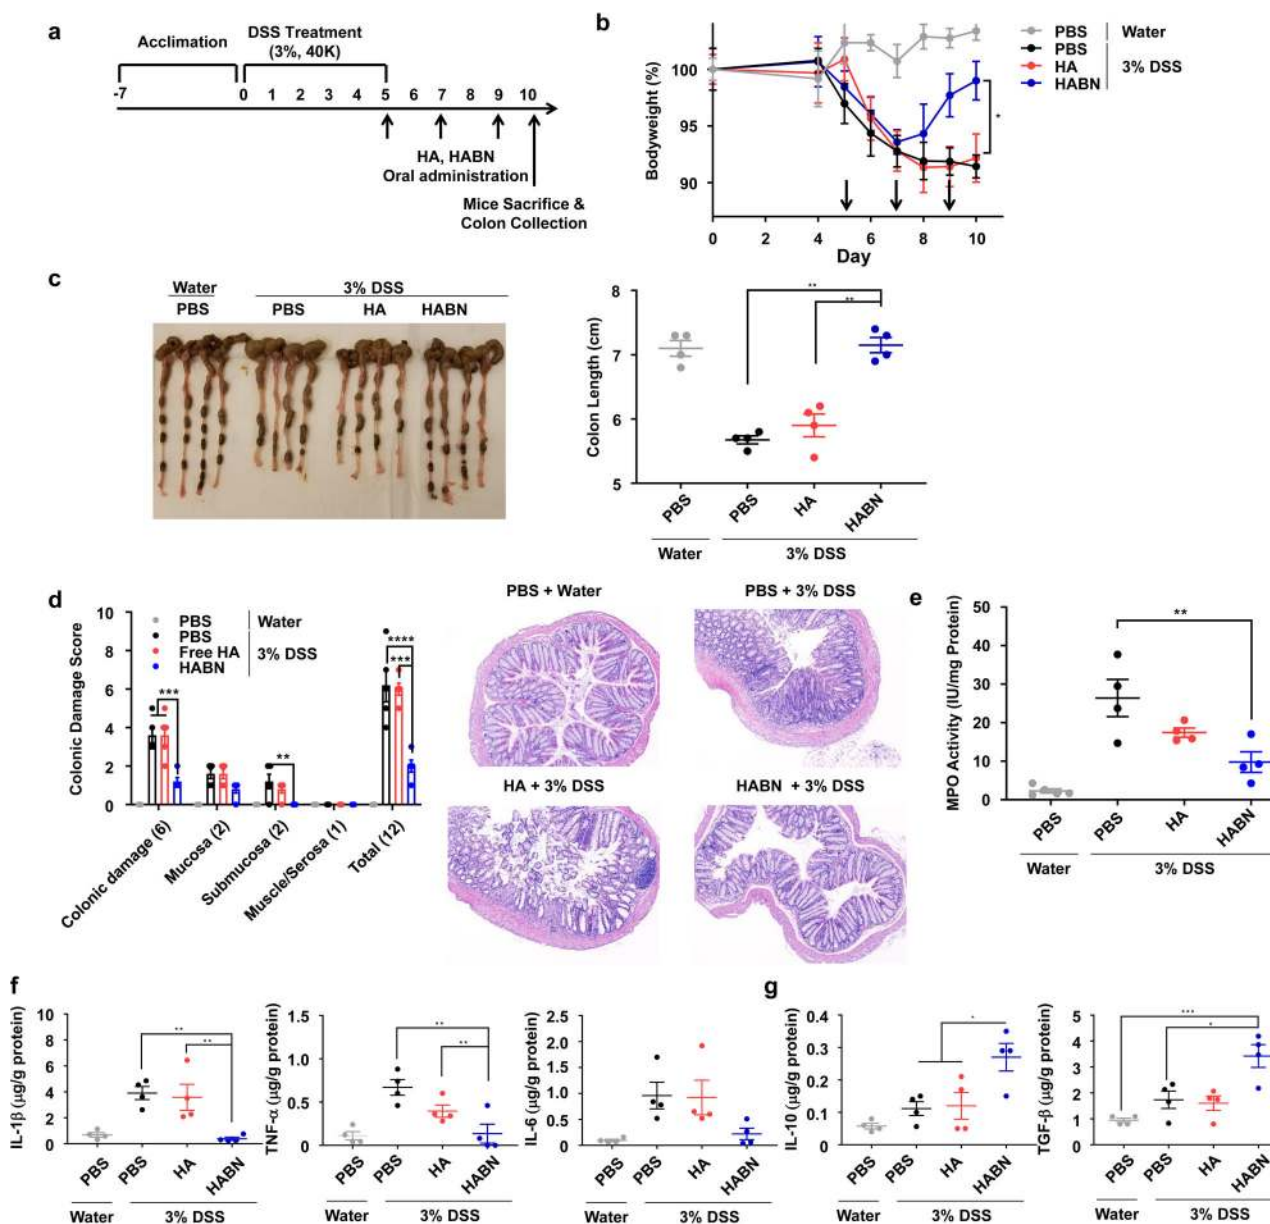 a
Acclimation
DSS Treatment
(3%, 40K)
-7 0 1 2 3 4 5 6 7 8 9 10
HA, HABN
Oral administration
Mice Sacrifice &
Colon Collection
b
Bodyweight (%)
100
95
90
0 2 4 6 8 10
Day
*
PBS Water
PBS
HA 3% DSS
HABN
c
Water 3% DSS
PBS PBS HA HABN
Colon Length (cm)
8
7
6
5
**
**
PBS PBS HA HABN
Water 3% DSS
d
Colonic Damage Score
10
8
6
4
2
0
PBS Water
PBS
Free HA 3% DSS
HABN
***
**
****
***
Colonic damage (6)
Mucosa (2)
Submucosa (2)
Muscle/Serosa (1)
Total (12)
PBS + Water
PBS + 3% DSS
HA + 3% DSS
HABN + 3% DSS
e
MPO Activity (IU/mg Protein)
50
40
30
20
10
0
**
PBS PBS HA HABN
Water 3% DSS
f
IL-1β (µg/g protein)
10
8
6
4
2
0
**
**
PBS PBS HA HABN
Water 3% DSS
TNF-α (µg/g protein)
1.5
1.0
0.5
0.0
**
**
PBS PBS HA HABN
Water 3% DSS
IL-6 (µg/g protein)
2.5
2.0
1.5
1.0
0.5
0.0
PBS PBS HA HABN
Water 3% DSS
g
IL-10 (µg/g protein)
0.4
0.3
0.2
0.1
0.0
*
PBS PBS HA HABN
Water 3% DSS
TGF-β (µg/g protein)
5
4
3
2
1
0
***
*
PBS PBS HA HABN
Water 3% DSS